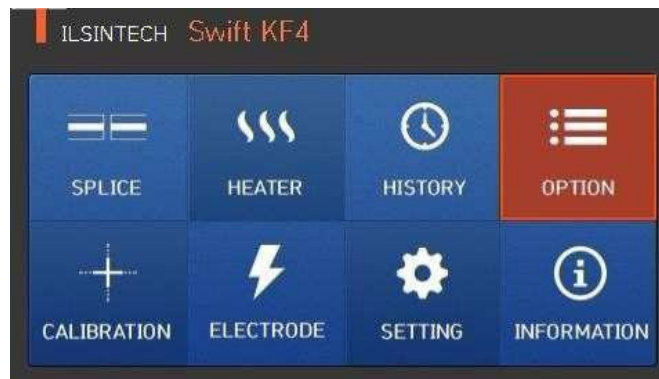 ILSINTECH Swift KF4
SPLICE HEATER HISTORY OPTION
CALIBRATION ELECTRODE SETTING INFORMATION